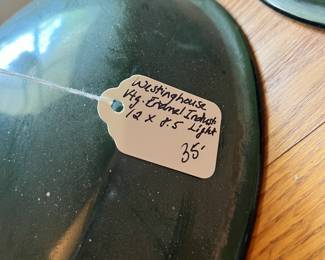 Westinghouse
Vtg. Enamel Industr
12 x 8.5 Light
35'